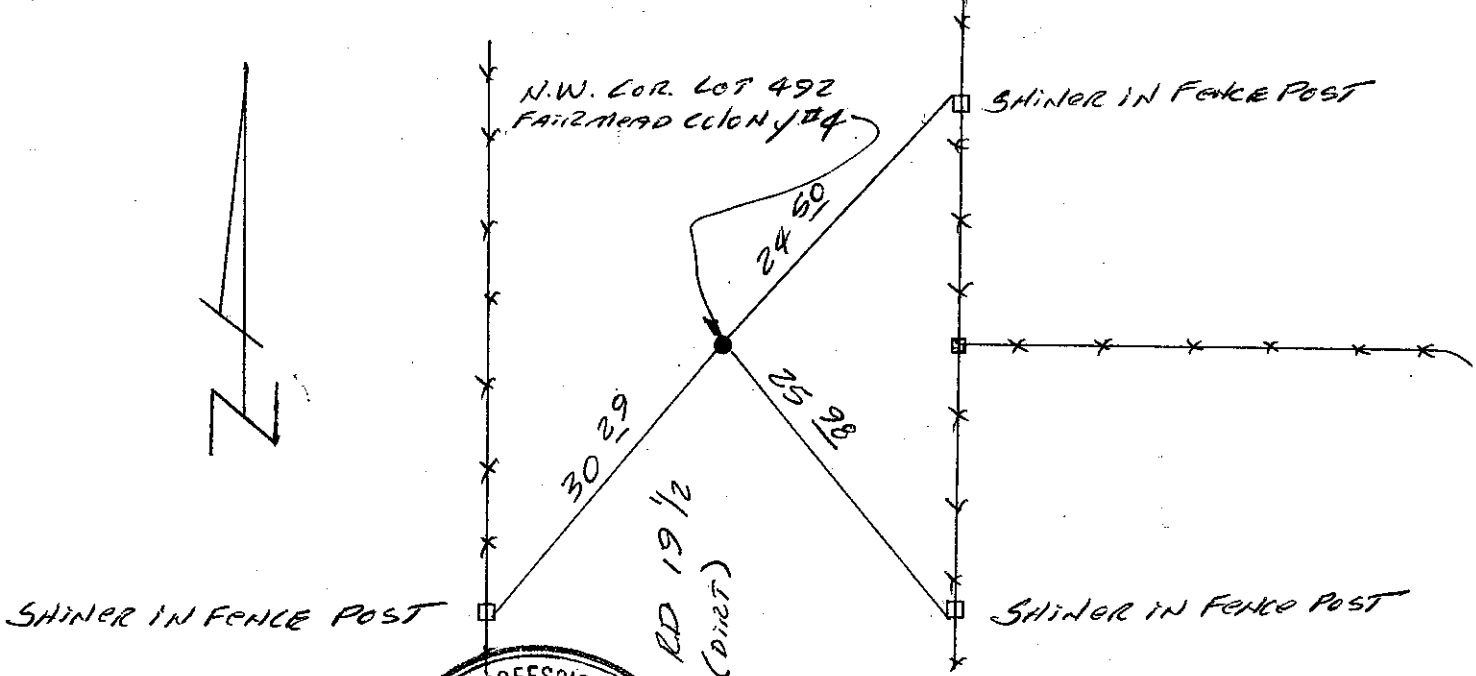 N.W. COR. LOT 492
FAIRMEAD COLONY #4
SHINER IN FENCE POST
24 50
25 98
30 29
RD 19 1/2
(DIRT)
SHINER IN FENCE POST
SHINER IN FENCE POST